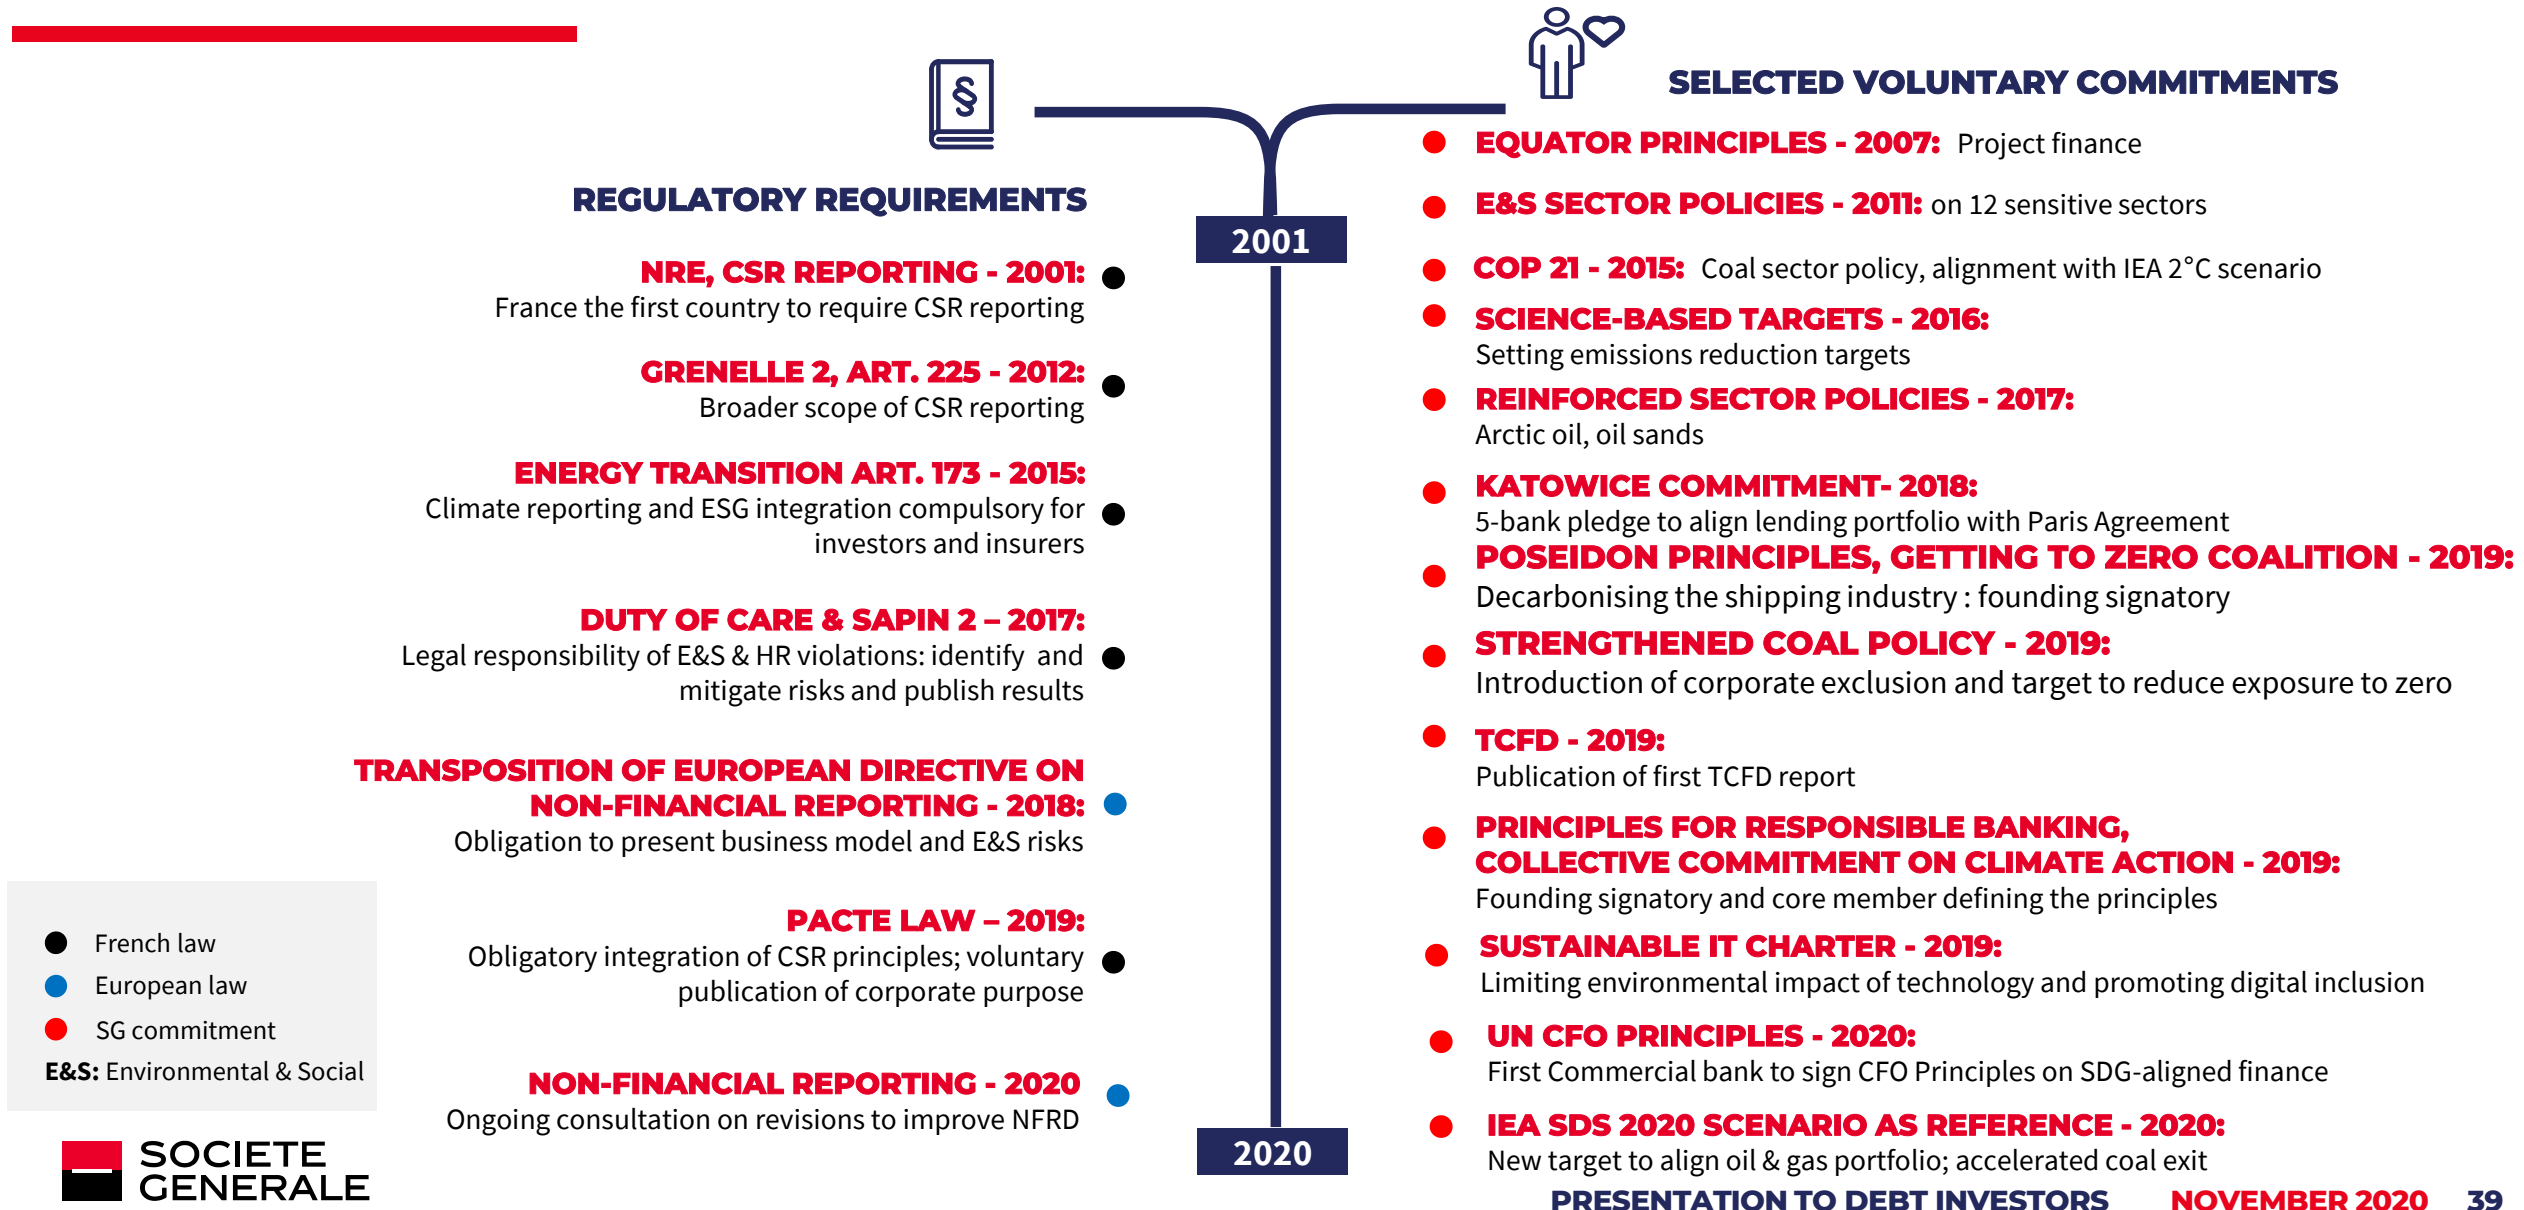 §
REGULATORY REQUIREMENTS
NRE, CSR REPORTING - 2001:
France the first country to require CSR reporting
GRENELLE 2, ART. 225 - 2012:
Broader scope of CSR reporting
ENERGY TRANSITION ART. 173 - 2015:
Climate reporting and ESG integration compulsory for
investors and insurers
DUTY OF CARE & SAPIN 2 – 2017:
Legal responsibility of E&S & HR violations: identify and
mitigate risks and publish results
TRANSPOSITION OF EUROPEAN DIRECTIVE ON
NON-FINANCIAL REPORTING - 2018:
Obligation to present business model and E&S risks
PACTE LAW – 2019:
Obligatory integration of CSR principles; voluntary
publication of corporate purpose
NON-FINANCIAL REPORTING - 2020
Ongoing consultation on revisions to improve NFRD
2001
2020
SELECTED VOLUNTARY COMMITMENTS
EQUATOR PRINCIPLES - 2007: Project finance
E&S SECTOR POLICIES - 2011: on 12 sensitive sectors
COP 21 - 2015: Coal sector policy, alignment with IEA 2°C scenario
SCIENCE-BASED TARGETS - 2016:
Setting emissions reduction targets
REINFORCED SECTOR POLICIES - 2017:
Arctic oil, oil sands
KATOWICE COMMITMENT- 2018:
5-bank pledge to align lending portfolio with Paris Agreement
POSEIDON PRINCIPLES, GETTING TO ZERO COALITION - 2019:
Decarbonising the shipping industry : founding signatory
STRENGTHENED COAL POLICY - 2019:
Introduction of corporate exclusion and target to reduce exposure to zero
TCFD - 2019:
Publication of first TCFD report
PRINCIPLES FOR RESPONSIBLE BANKING,
COLLECTIVE COMMITMENT ON CLIMATE ACTION - 2019:
Founding signatory and core member defining the principles
SUSTAINABLE IT CHARTER - 2019:
Limiting environmental impact of technology and promoting digital inclusion
UN CFO PRINCIPLES - 2020:
First Commercial bank to sign CFO Principles on SDG-aligned finance
IEA SDS 2020 SCENARIO AS REFERENCE - 2020:
New target to align oil & gas portfolio; accelerated coal exit
French law
European law
SG commitment
E&S: Environmental & Social
SOCIETE
GENERALE
PRESENTATION TO DEBT INVESTORS NOVEMBER 2020 39